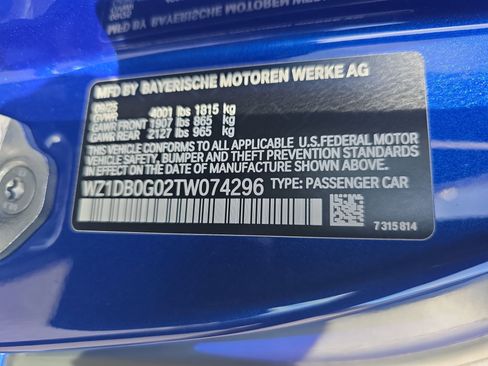 MFD BY BAYERISCHE MOTOREN WERKE AG
09/25
GVWR 4001 lbs 1815 kg
GAWR FRONT 1907 lbs 865 kg
GAWR REAR 2127 lbs 965 kg
THIS VEHICLE CONFORMS TO ALL APPLICABLE U.S.FEDERAL MOTOR
VEHICLE SAFETY, BUMPER, AND THEFT PREVENTION STANDARDS
IN EFFECT ON THE DATE OF MANUFACTURE SHOWN ABOVE.
WZ1DB0G02TW074296 TYPE: PASSENGER CAR
7 315 814